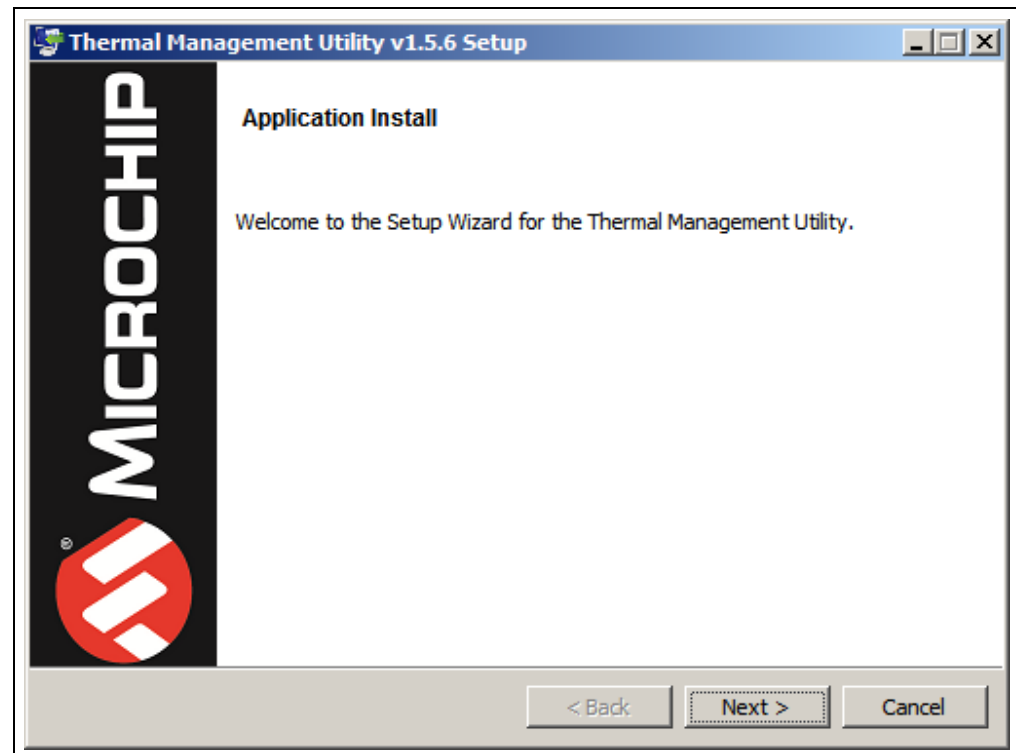 Thermal Management Utility v1.5.6 Setup
MICROCHIP
®
Application Install
Welcome to the Setup Wizard for the Thermal Management Utility.
< Back
Next >
Cancel